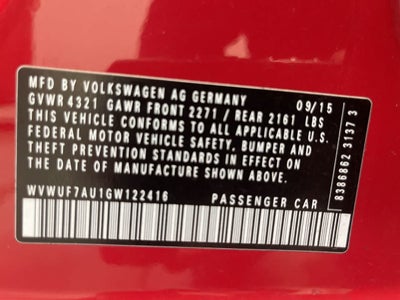 MFD BY VOLKSWAGEN AG GERMANY 09/15
GVWR 4321 GAWR FRONT 2271 / REAR 2161 LBS
THIS VEHICLE CONFORMS TO ALL APPLICABLE U.S.
FEDERAL MOTOR VEHICLE SAFETY, BUMPER AND
THEFT PREVENTION STANDARDS IN EFFECT ON
THE DATE OF MANUFACTURE SHOWN ABOVE.
WVWUF7AU1GW122416 PASSENGER CAR
8386862 3137 3